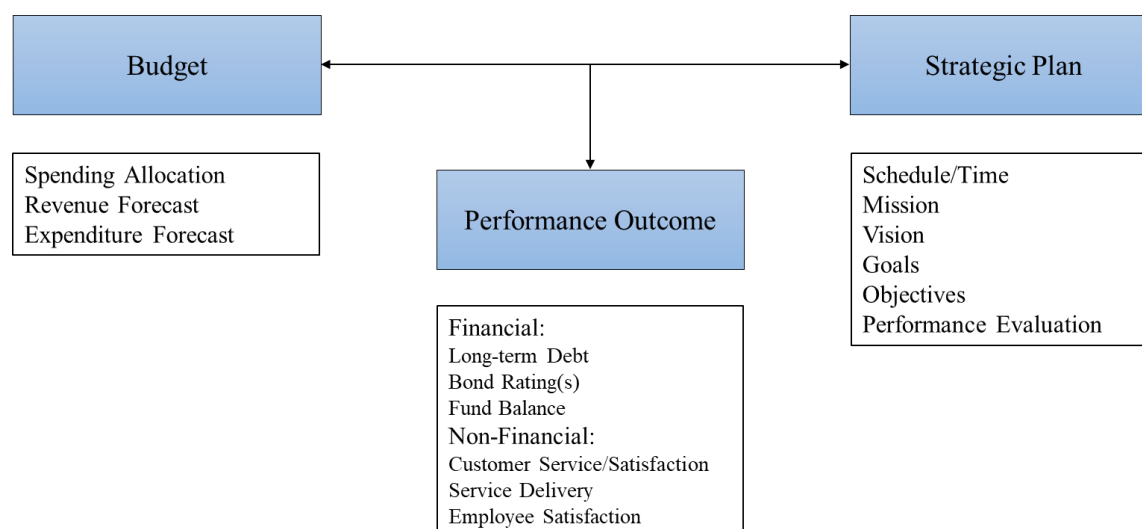 Budget
Strategic Plan
Spending Allocation
Revenue Forecast
Expenditure Forecast
Performance Outcome
Schedule/Time
Mission
Vision
Goals
Objectives
Performance Evaluation
Financial:
Long-term Debt
Bond Rating(s)
Fund Balance
Non-Financial:
Customer Service/Satisfaction
Service Delivery
Employee Satisfaction